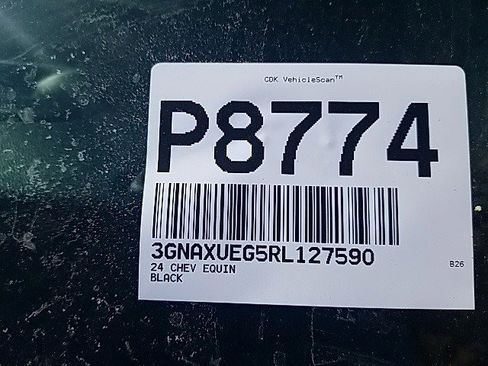 CDK VehicleScan™
P8774
3GNAXUEG5RL127590
24 CHEV EQUIN
B26
BLACK